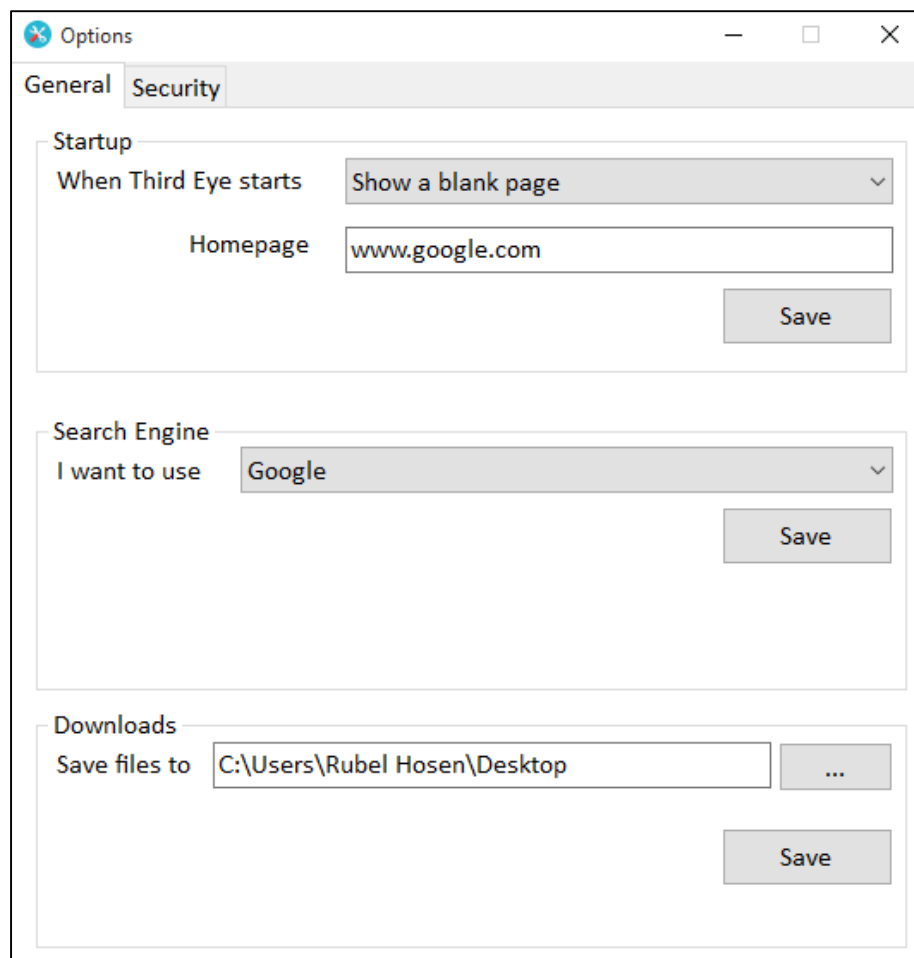 Options
General Security
Startup
When Third Eye starts Show a blank page
Homepage www.google.com
Save
Search Engine
I want to use Google
Save
Downloads
Save files to C:\Users\Rubel Hosen\Desktop ...
Save